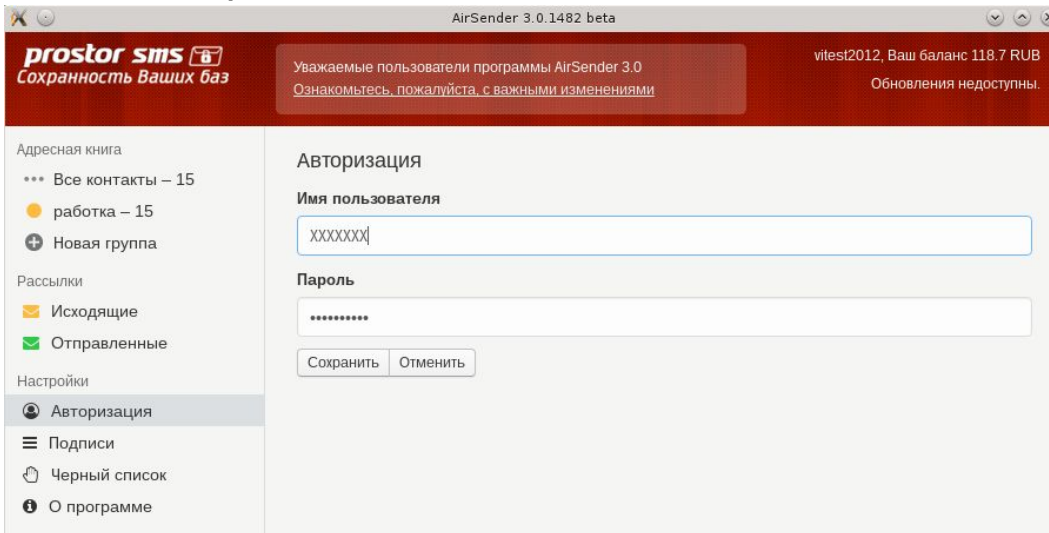 AirSender 3.0.1482 beta
prostor sms
Сохранность Ваших баз
Уважаемые пользователи программы AirSender 3.0
Ознакомьтесь, пожалуйста, с важными изменениями
vitest2012, Ваш баланс 118.7 RUB
Обновления недоступны.
Адресная книга
Все контакты – 15
работка – 15
Новая группа
Рассылки
Исходящие
Отправленные
Настройки
Авторизация
Подписи
Черный список
О программе
Авторизация
Имя пользователя
XXXXXXX
Пароль
••••••••••
Сохранить Отменить